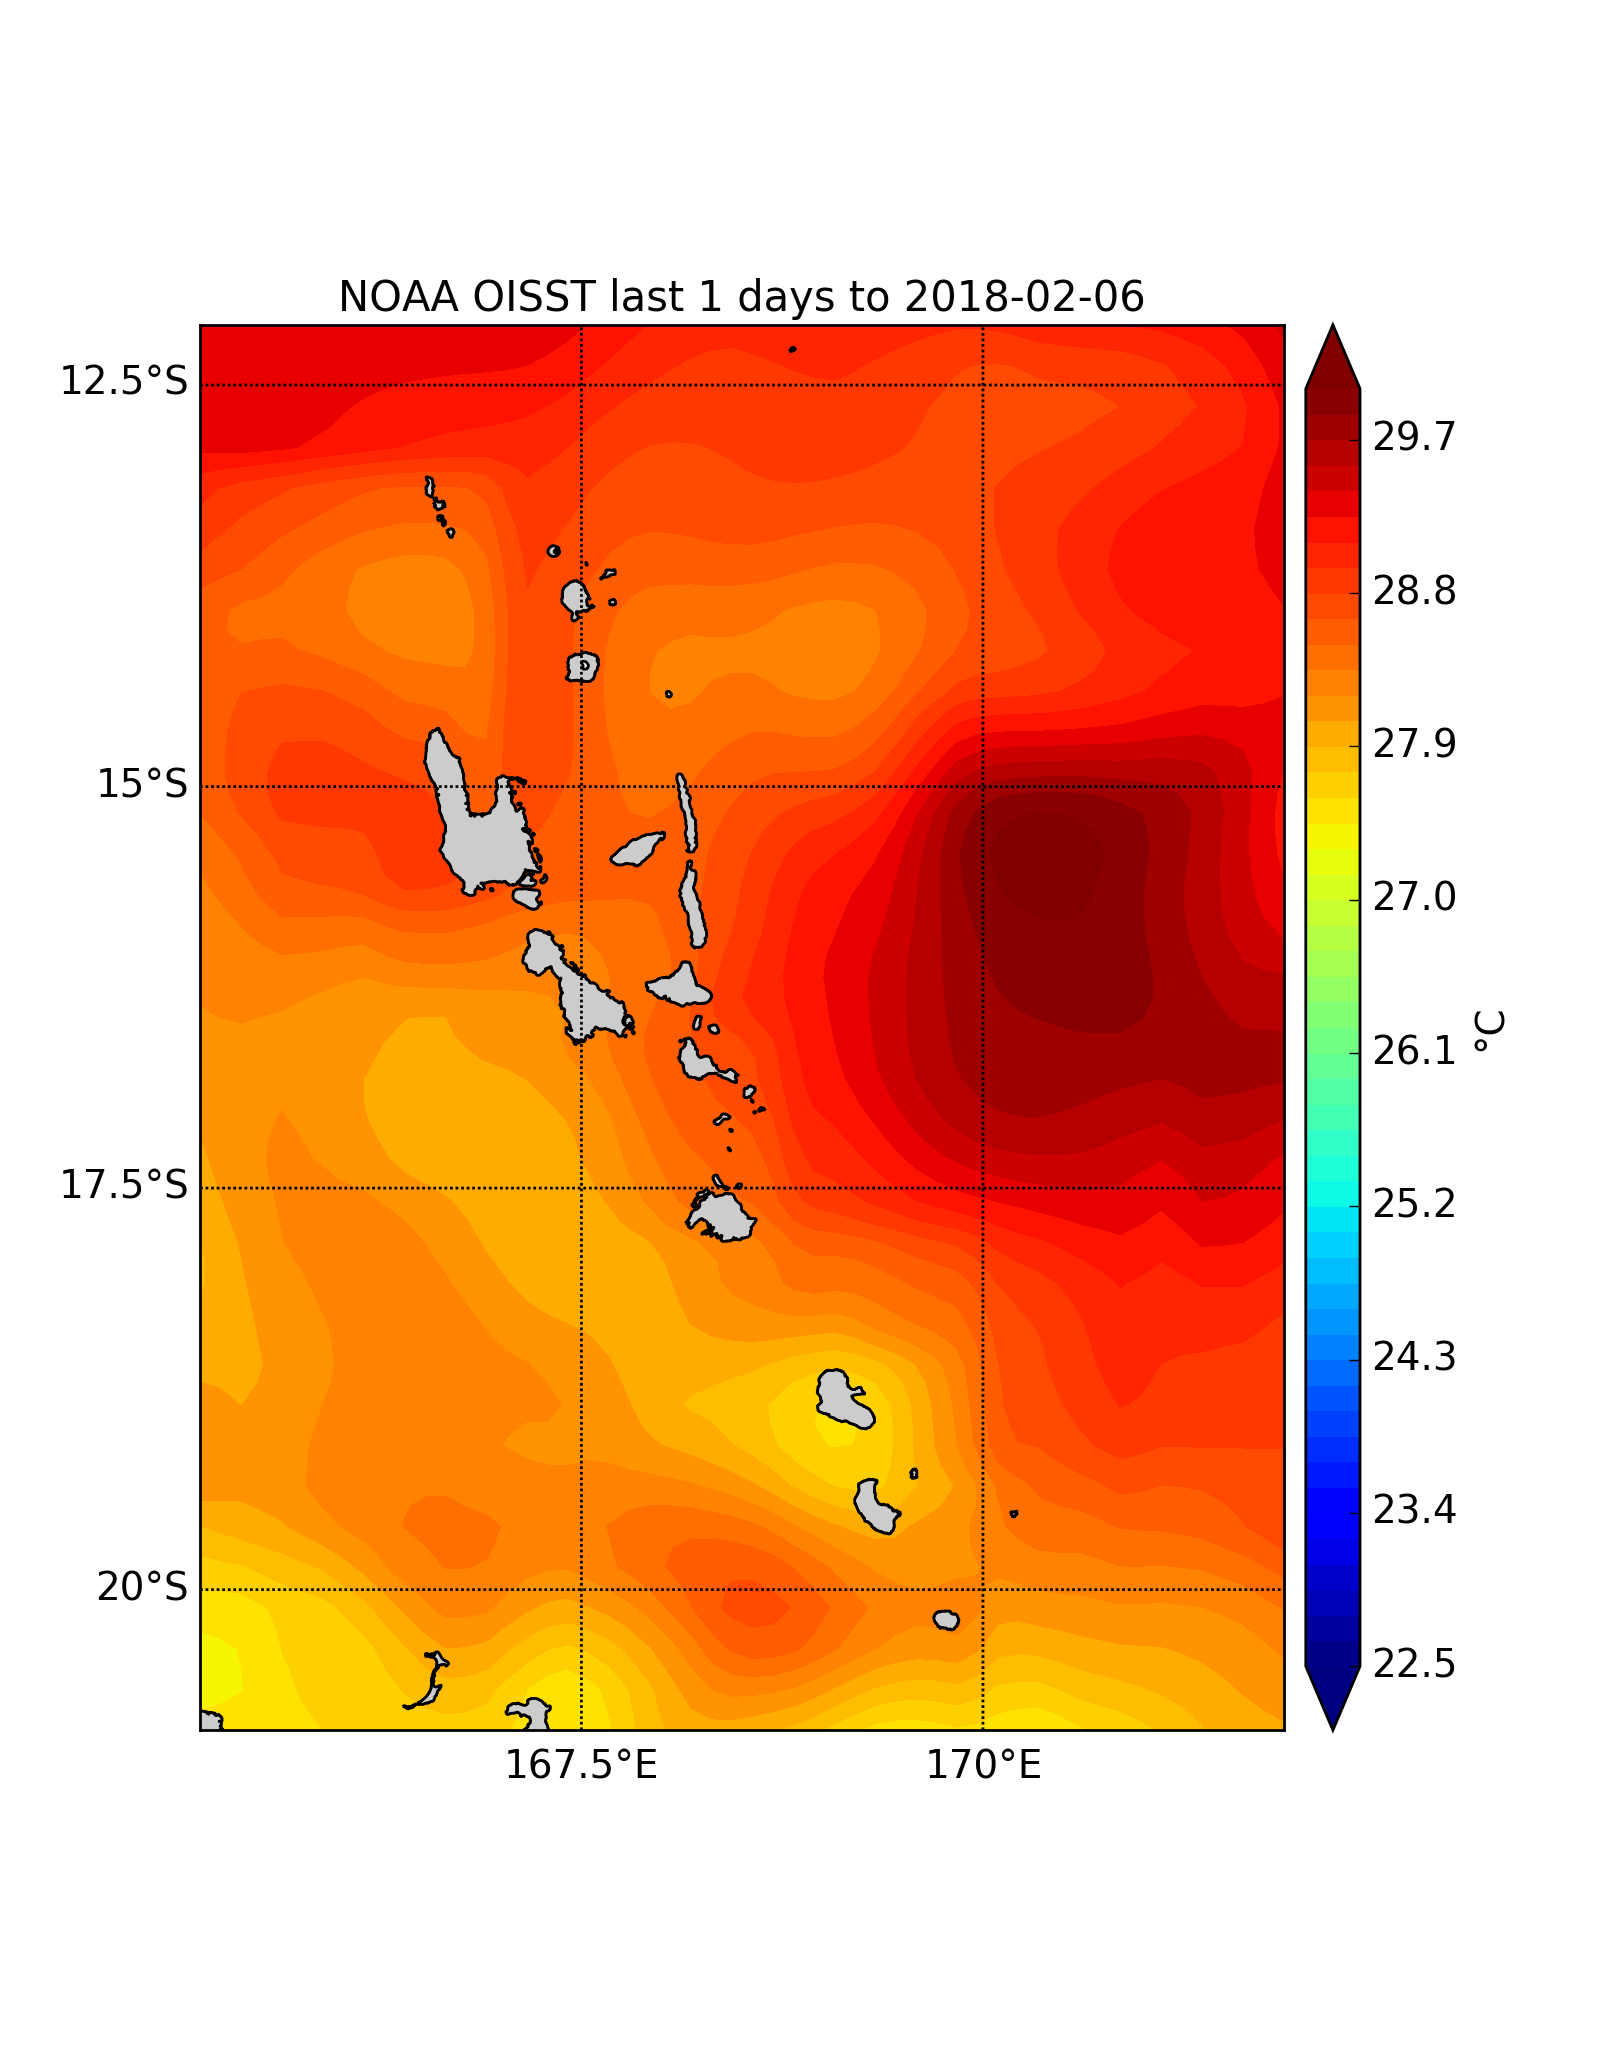 NOAA OISST last 1 days to 2018-02-06
12.5°S
15°S
17.5°S
20°S
167.5°E
170°E
29.7
28.8
27.9
27.0
26.1
25.2
24.3
23.4
22.5
°C